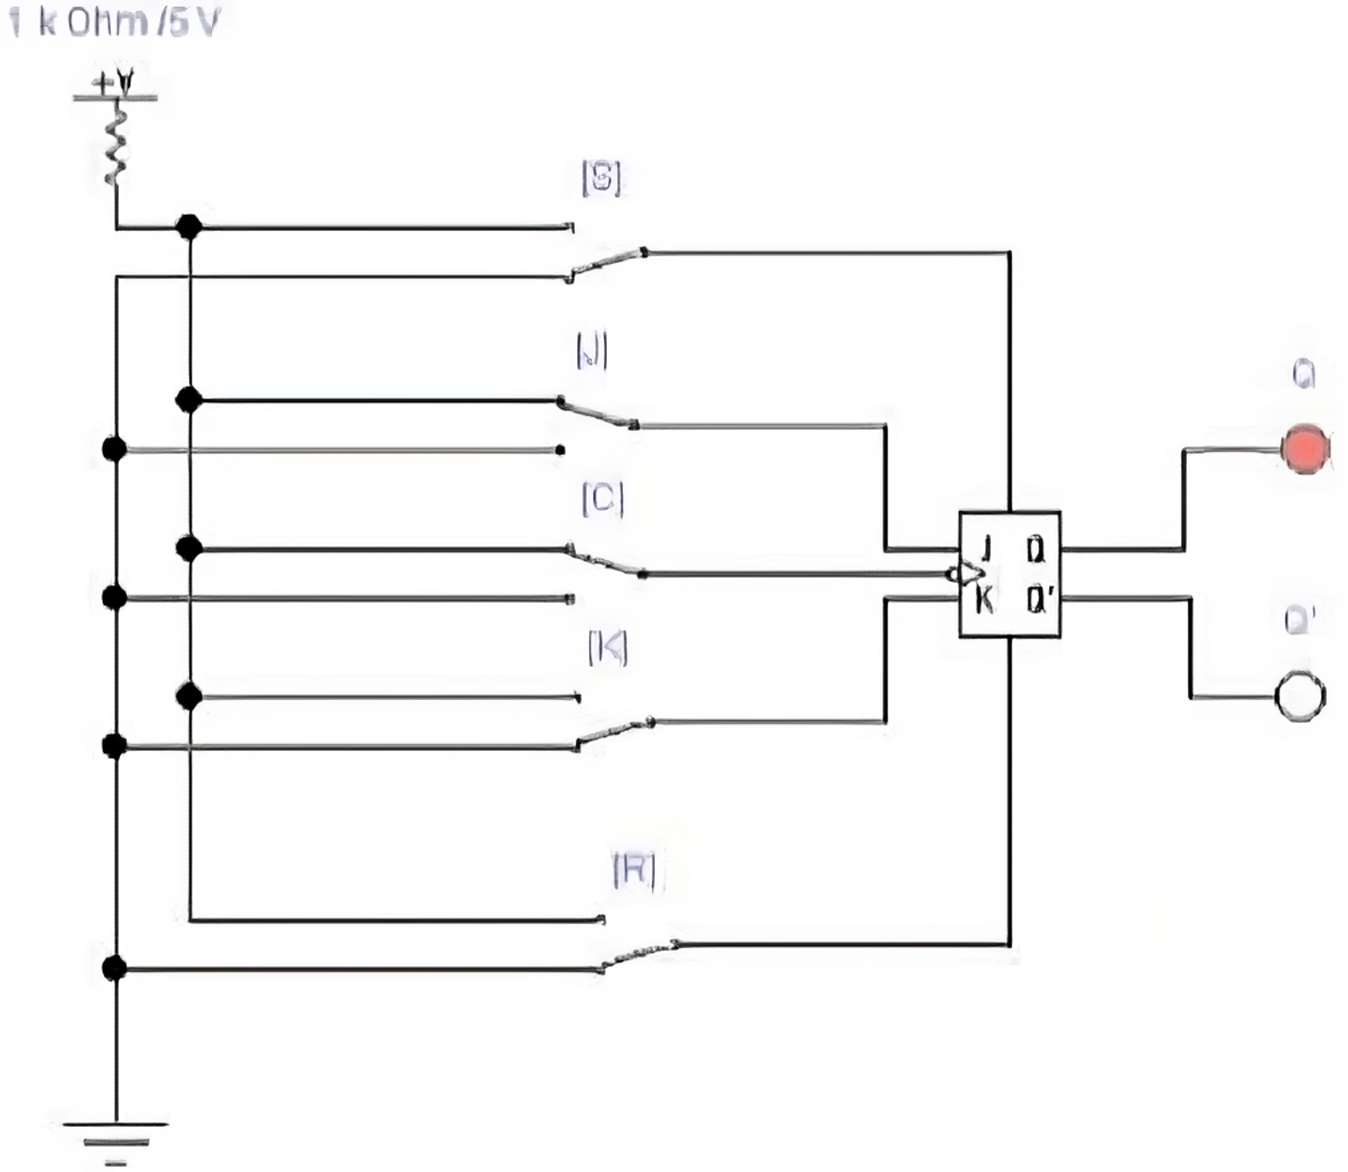 1 k Ohm /5 V
+V
[S]
[J]
[C]
J Q
K Q'
[K]
[R]
Q
Q'